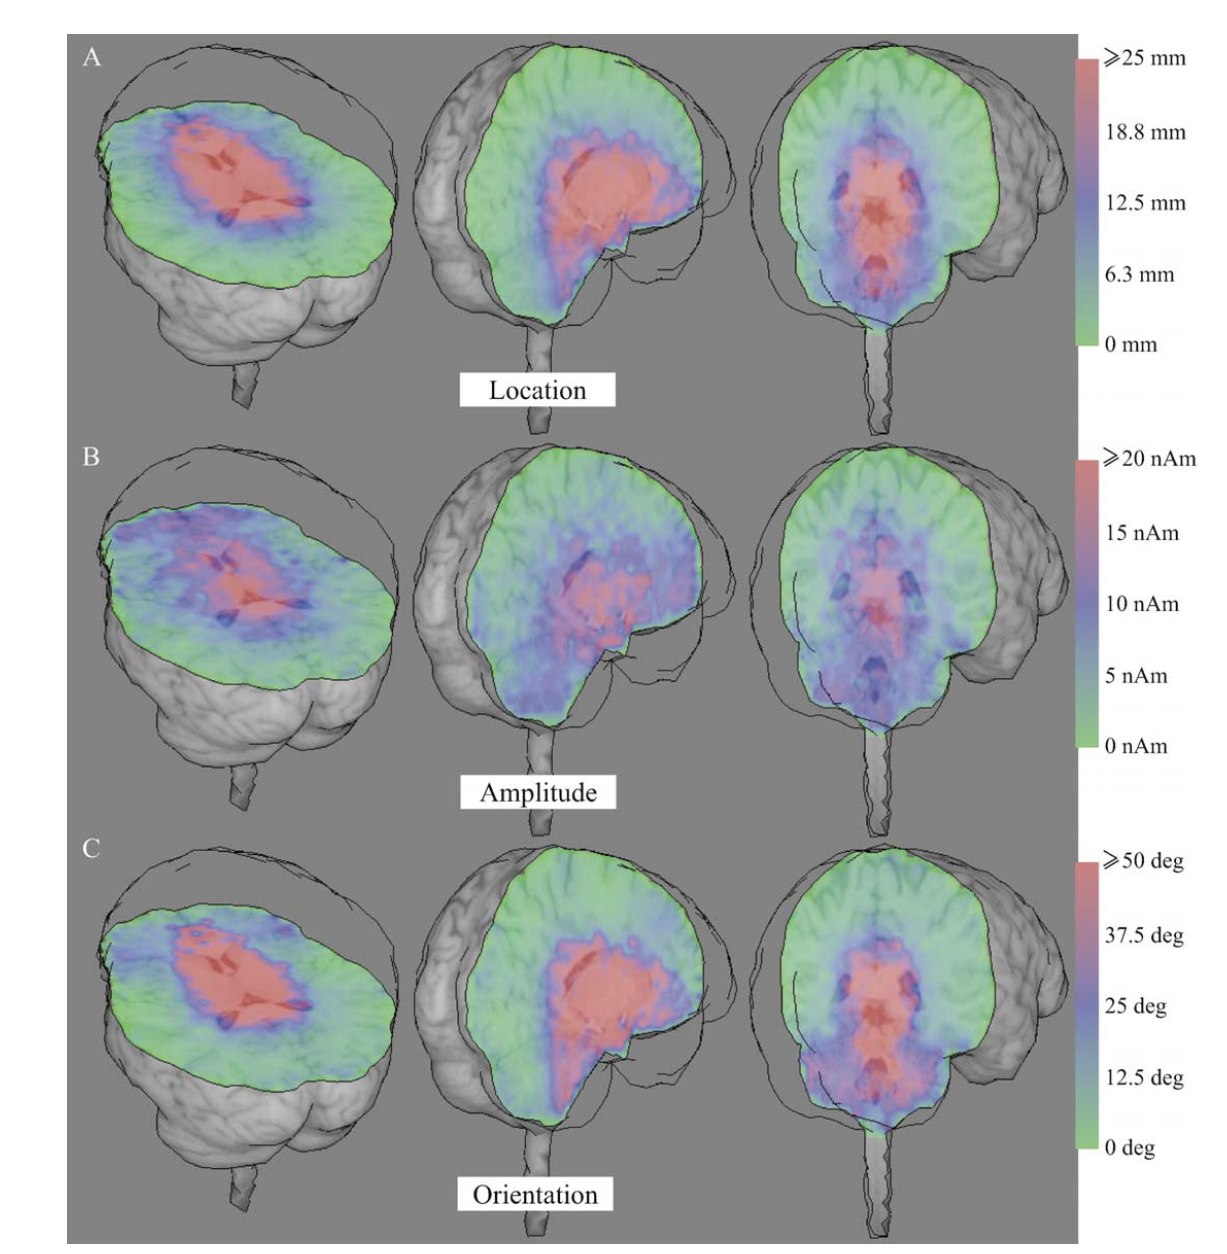 A
⩾25 mm
18.8 mm
12.5 mm
6.3 mm
0 mm
Location
B
⩾20 nAm
15 nAm
10 nAm
5 nAm
0 nAm
Amplitude
C
⩾50 deg
37.5 deg
25 deg
12.5 deg
0 deg
Orientation